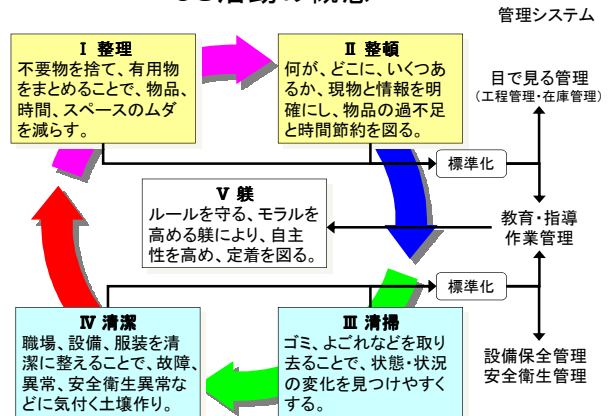 管理システム
Ⅰ 整理
不要物を捨て、有用物
をまとめることで、物品、
時間、スペースのムダ
を減らす。
Ⅱ 整頓
何が、どこに、いくつあ
るか、現物と情報を明
確にし、物品の過不足
と時間節約を図る。
目で見る管理
（工程管理・在庫管理）
標準化
Ⅴ 躾
ルールを守る、モラルを
高める躾により、自主
性を高め、定着を図る。
教育・指導
作業管理
標準化
Ⅳ 清潔
職場、設備、服装を清
潔に整えることで、故障、
異常、安全衛生異常な
どに気付く土壌作り。
Ⅲ 清掃
ゴミ、よごれなどを取り
去ることで、状態・状況
の変化を見つけやすく
する。
設備保全管理
安全衛生管理